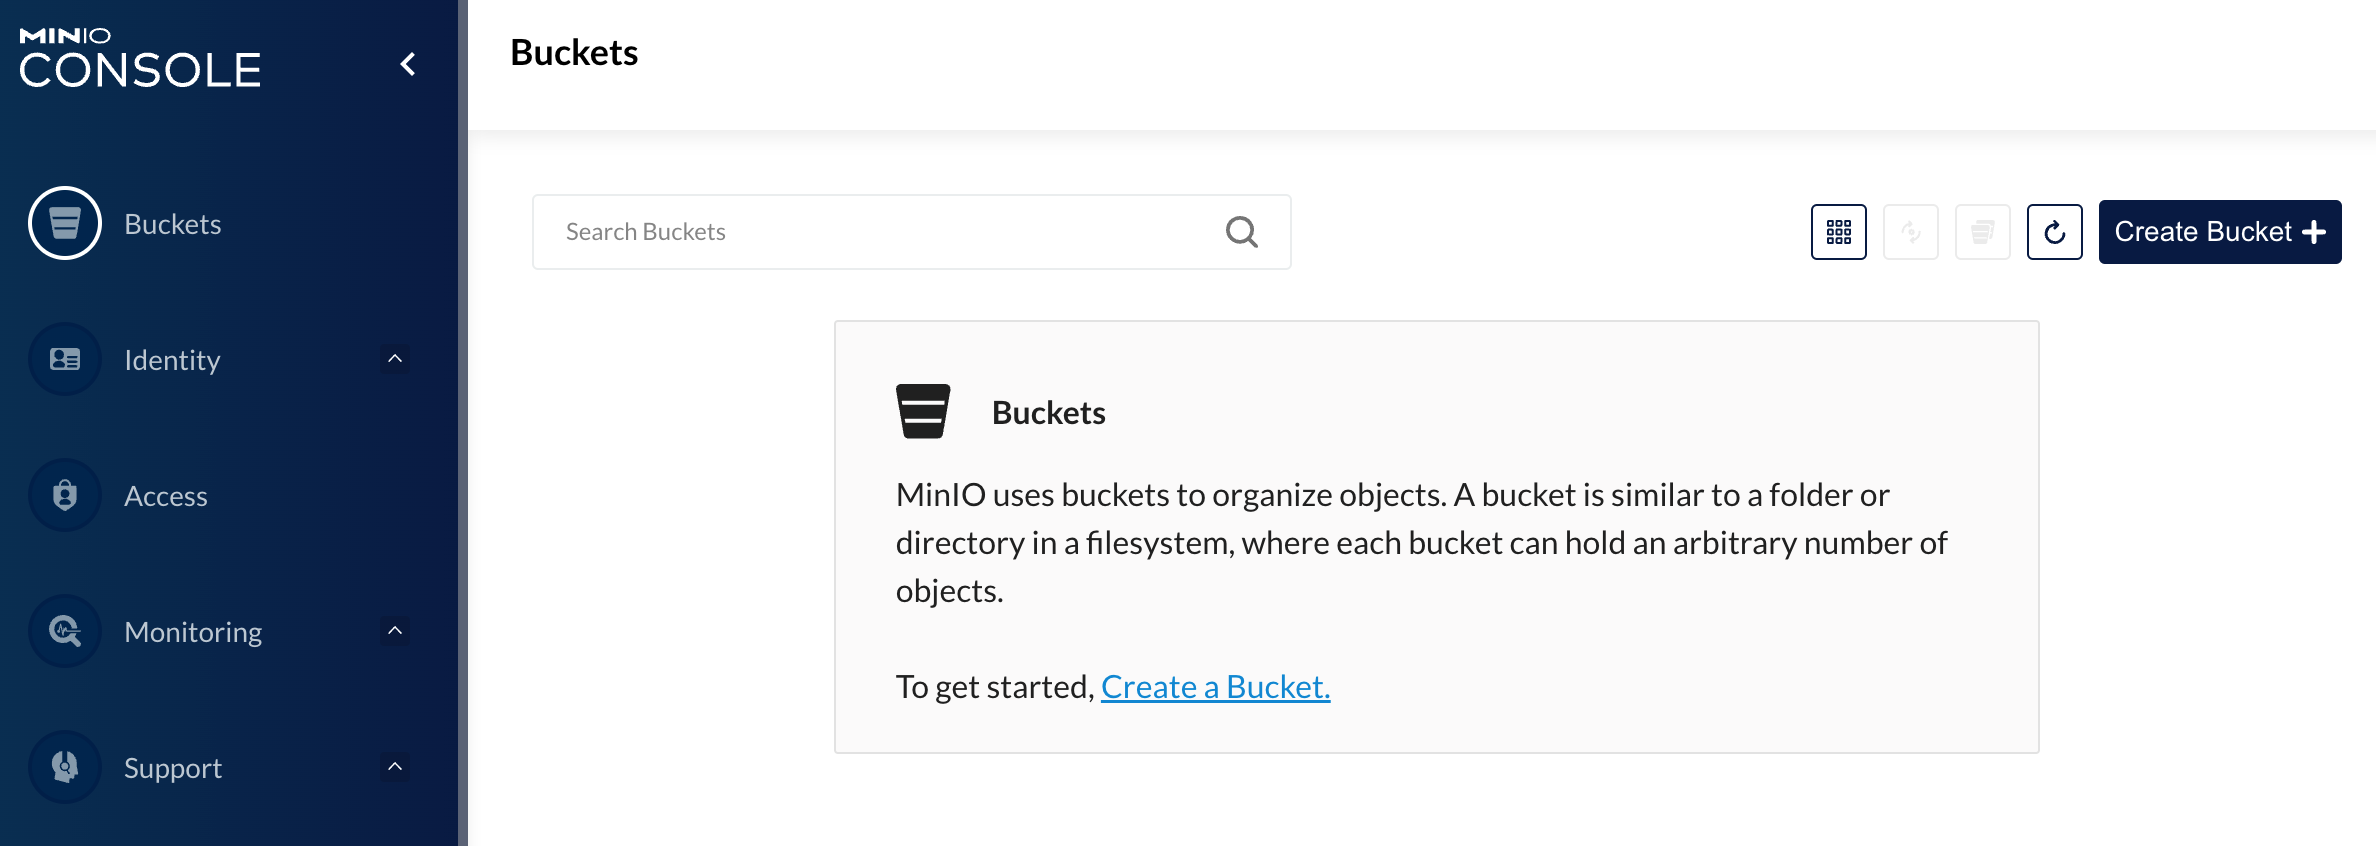 MINIO
CONSOLE
Buckets
Identity
Access
Monitoring
Support
Buckets
Search Buckets
Create Bucket
Buckets
MinIO uses buckets to organize objects. A bucket is similar to a folder or
directory in a filesystem, where each bucket can hold an arbitrary number of
objects.
To get started, Create a Bucket.